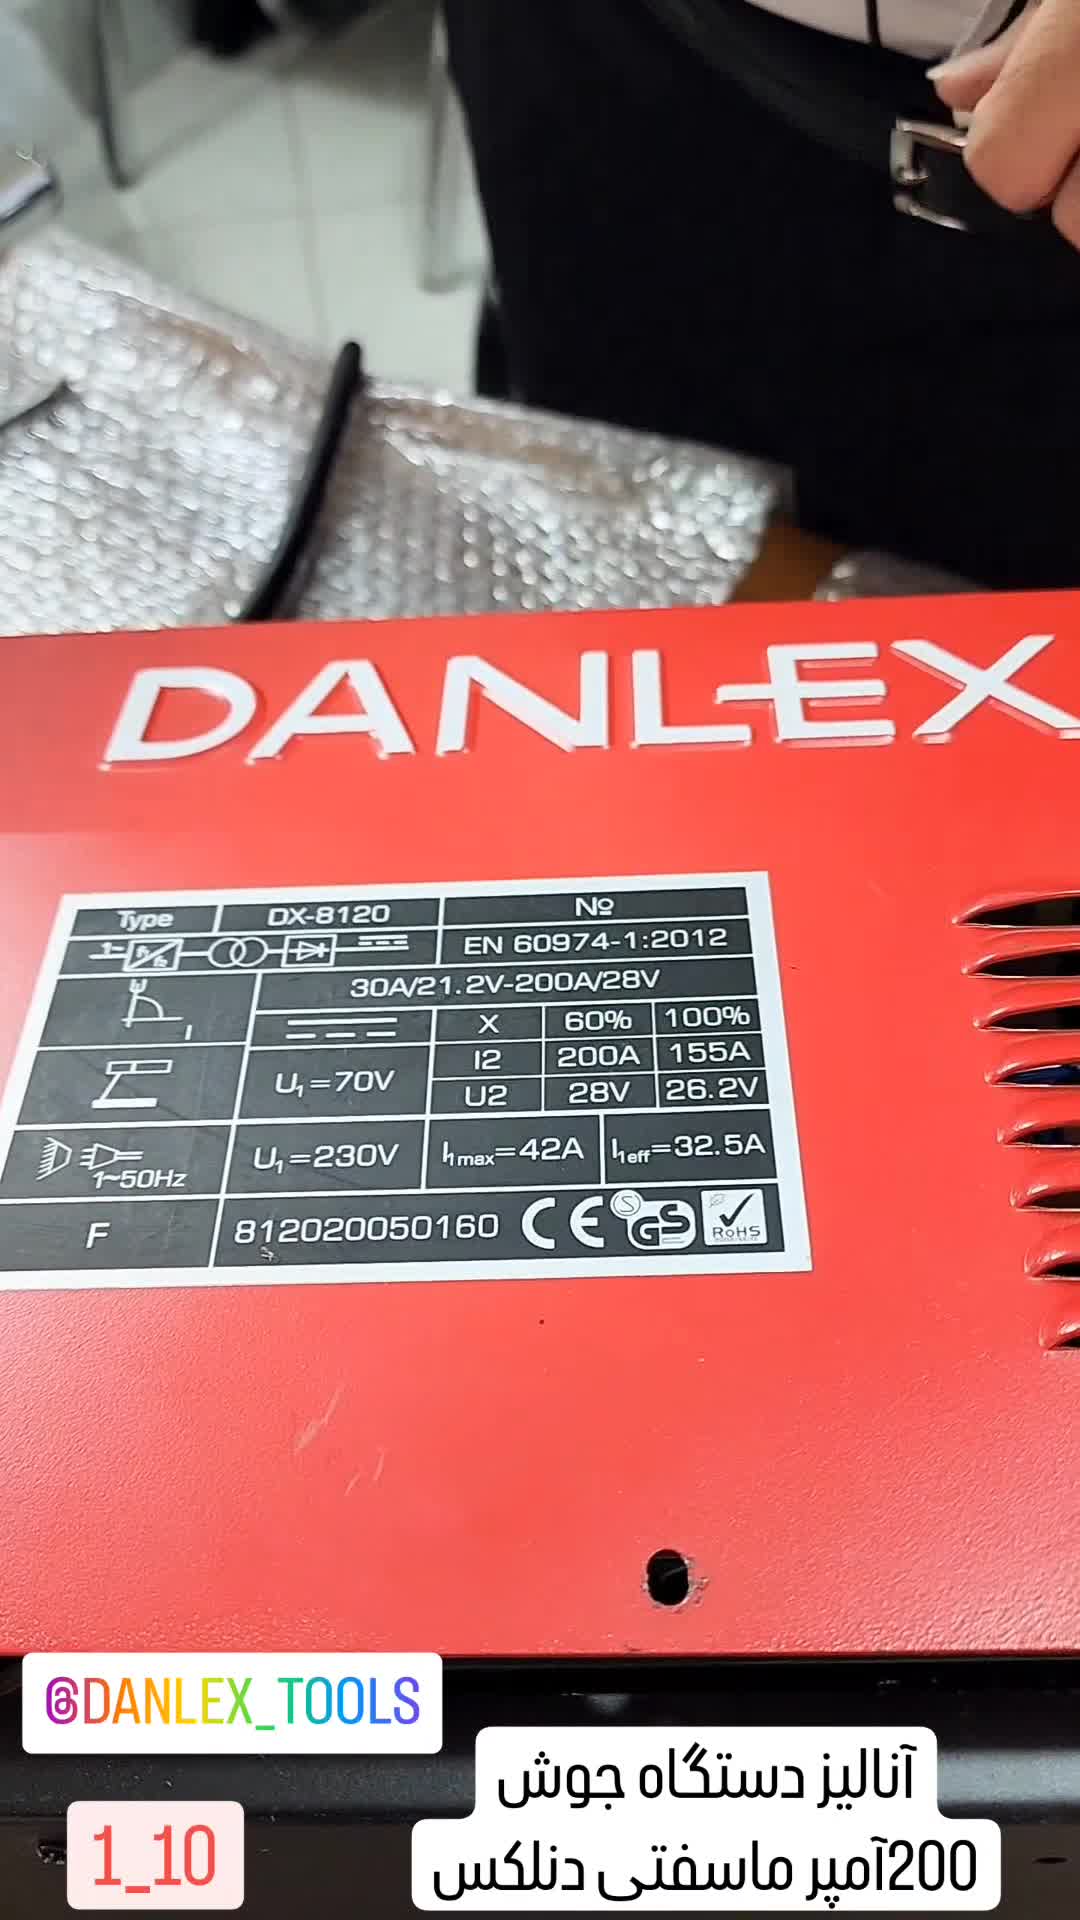 DANLEX
Type DX-8120 №
EN 60974-1:2012
30A/21.2V-200A/28V
X 60% 100%
I2 200A 155A
U₁=70V
U2 28V 26.2V
1~50Hz
U₁=230V I₁max=42A I₁eff=32.5A
F 812020050160 CE GS RoHS
@DANLEX_TOOLS
آنالیز دستگاه جوش
200آمپر ماسفتی دنلکس
1_10